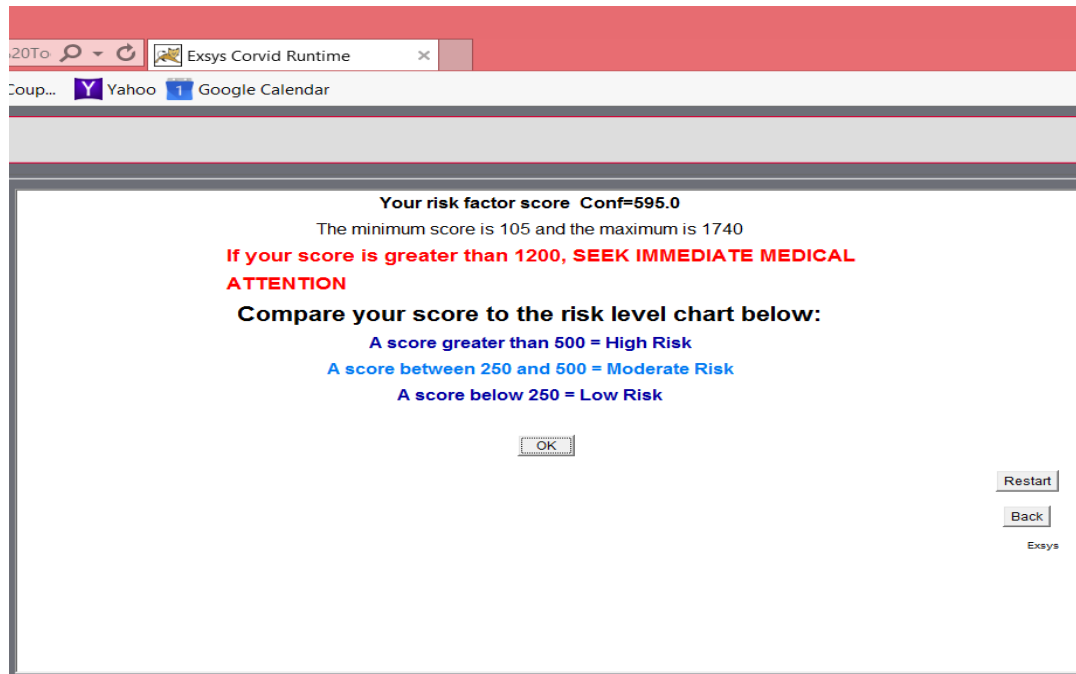 %20To
Exsys Corvid Runtime
Coup... Yahoo 1 Google Calendar
Your risk factor score Conf=595.0
The minimum score is 105 and the maximum is 1740
If your score is greater than 1200, SEEK IMMEDIATE MEDICAL
ATTENTION
Compare your score to the risk level chart below:
A score greater than 500 = High Risk
A score between 250 and 500 = Moderate Risk
A score below 250 = Low Risk
OK
Restart
Back
Exsys